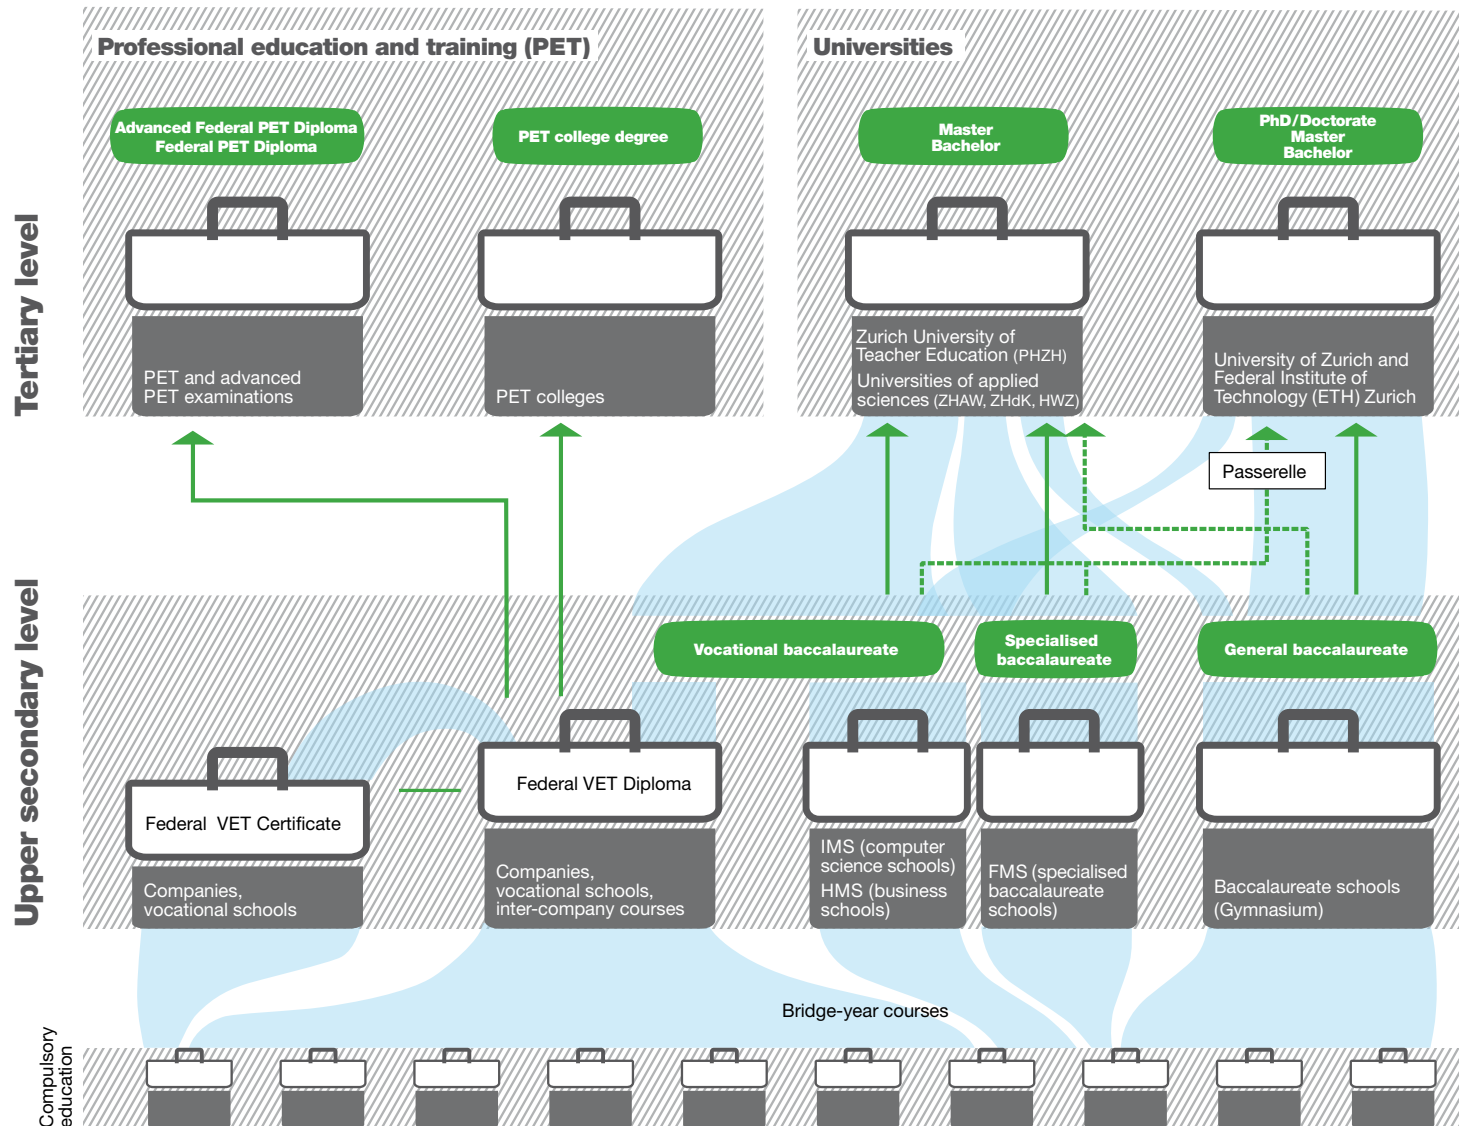 Professional education and training (PET)
Universities
Advanced Federal PET Diploma
Federal PET Diploma
PET college degree
Master
Bachelor
PhD/Doctorate
Master
Bachelor
Tertiary level
PET and advanced
PET examinations
PET colleges
Zurich University of
Teacher Education (PHZH)
Universities of applied
sciences (ZHAW, ZHdK, HWZ)
University of Zurich and
Federal Institute of
Technology (ETH) Zurich
Passerelle
Upper secondary level
Vocational baccalaureate
Specialised
baccalaureate
General baccalaureate
Federal VET Certificate
Federal VET Diploma
Companies,
vocational schools
Companies,
vocational schools,
inter-company courses
IMS (computer
science schools)
HMS (business
schools)
FMS (specialised
baccalaureate
schools)
Baccalaureate schools
(Gymnasium)
Bridge-year courses
Compulsory
education